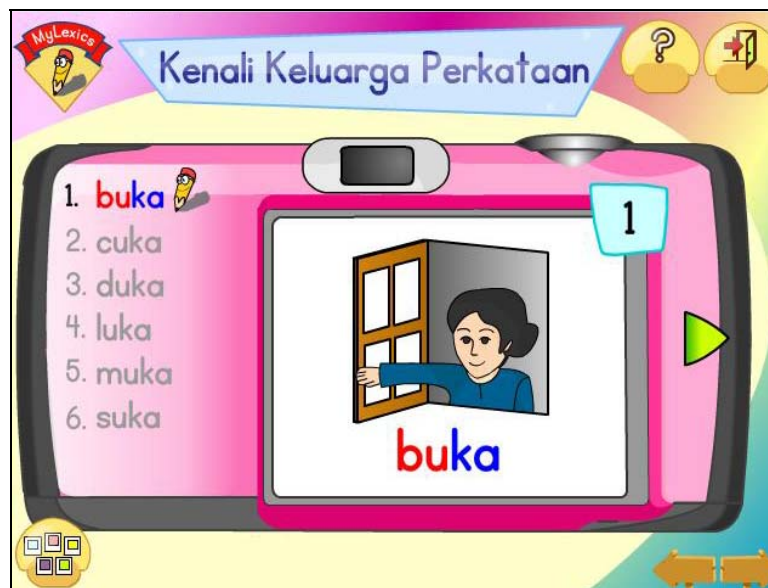 MyLexics
Kenali Keluarga Perkataan
?
1. buka
2. cuka
3. duka
4. luka
5. muka
6. suka
1
buka